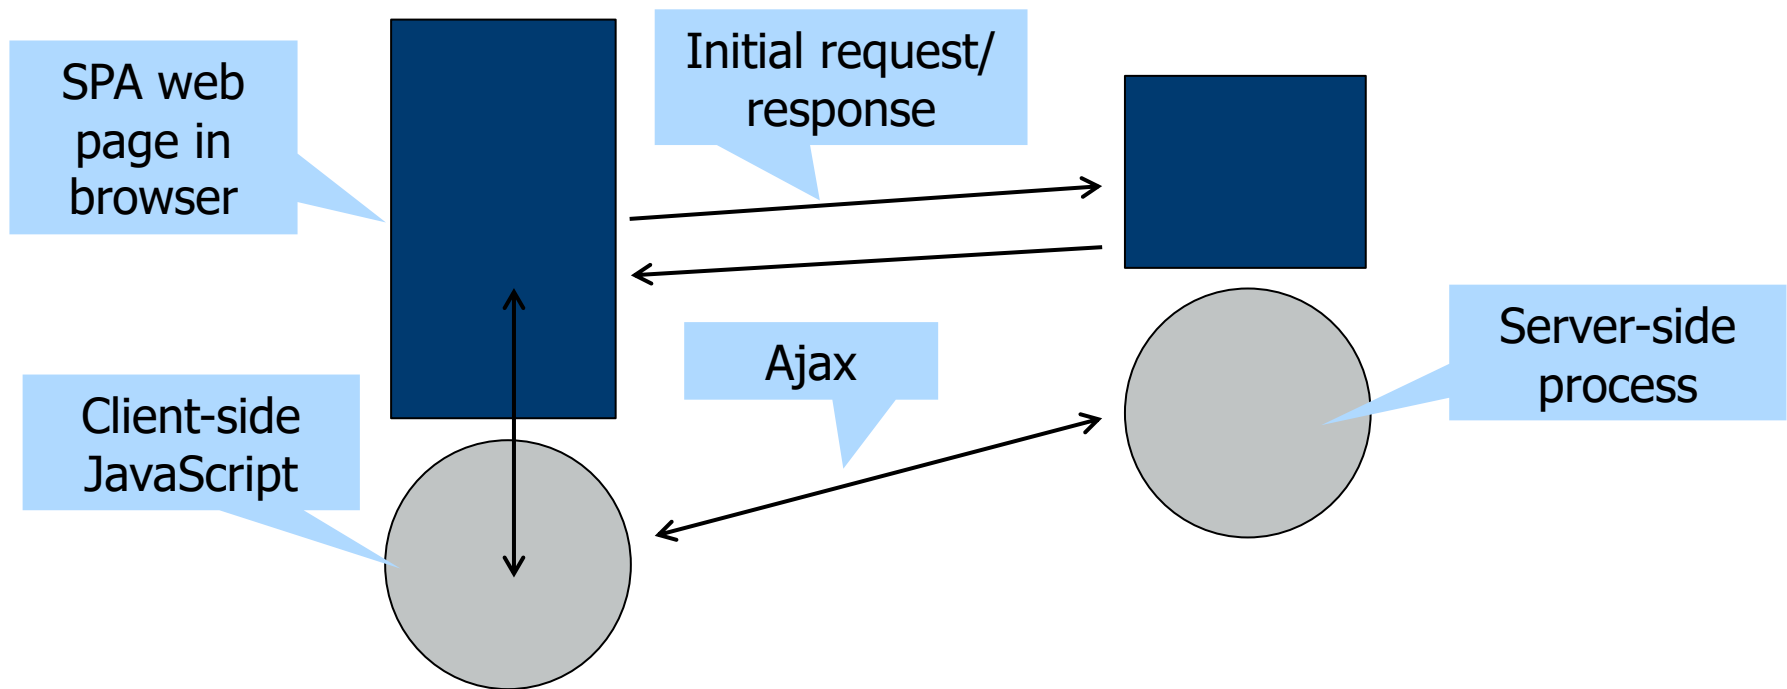 SPA web
page in
browser
Initial request/
response
Ajax
Client-side
JavaScript
Server-side
process